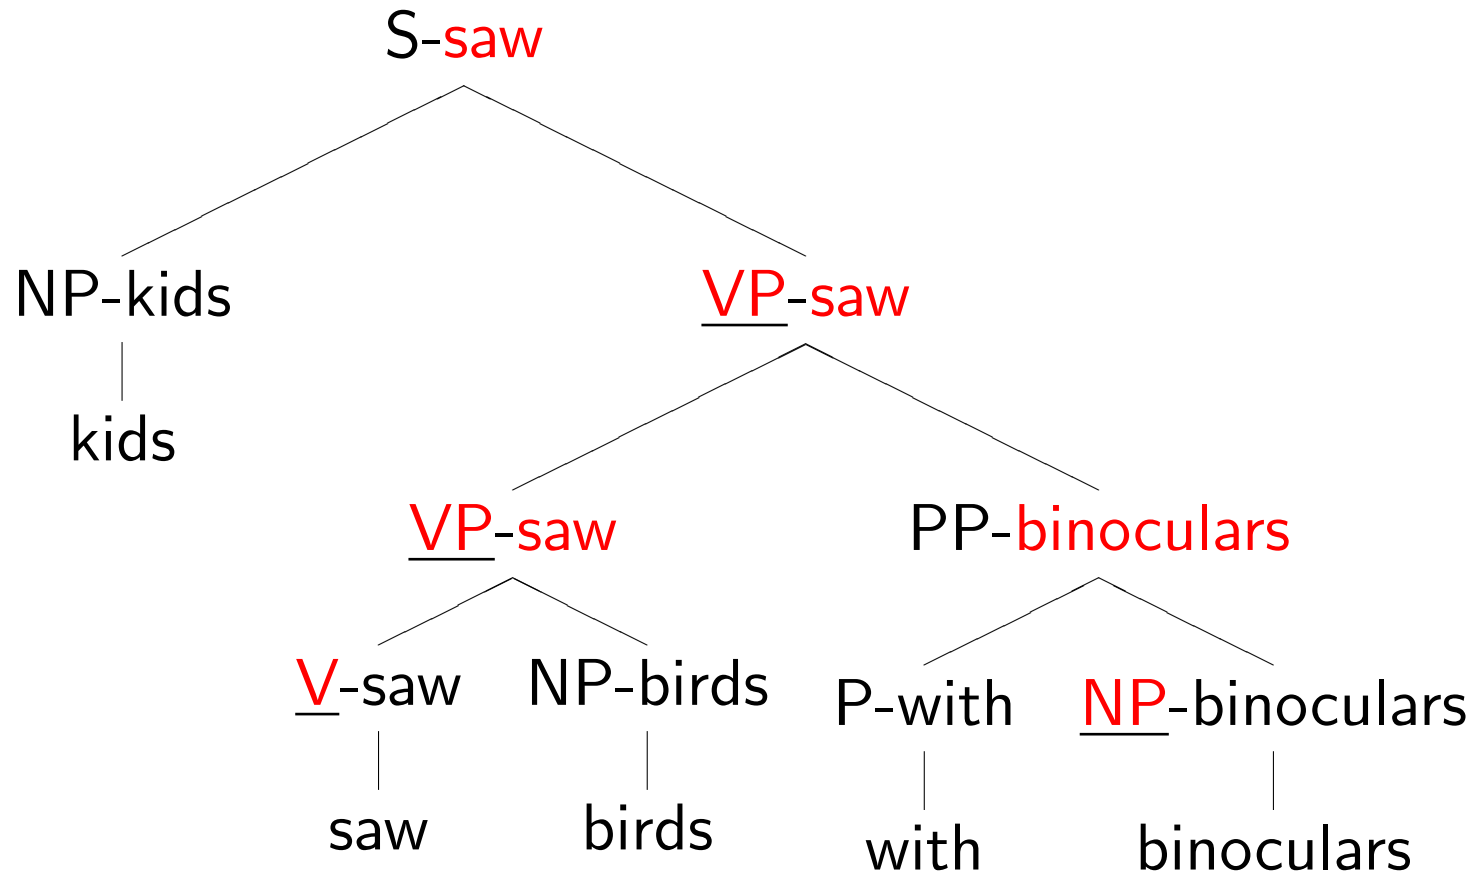 S-saw
NP-kids VP-saw
kids
VP-saw PP-binoculars
V-saw NP-birds P-with NP-binoculars
saw birds with binoculars